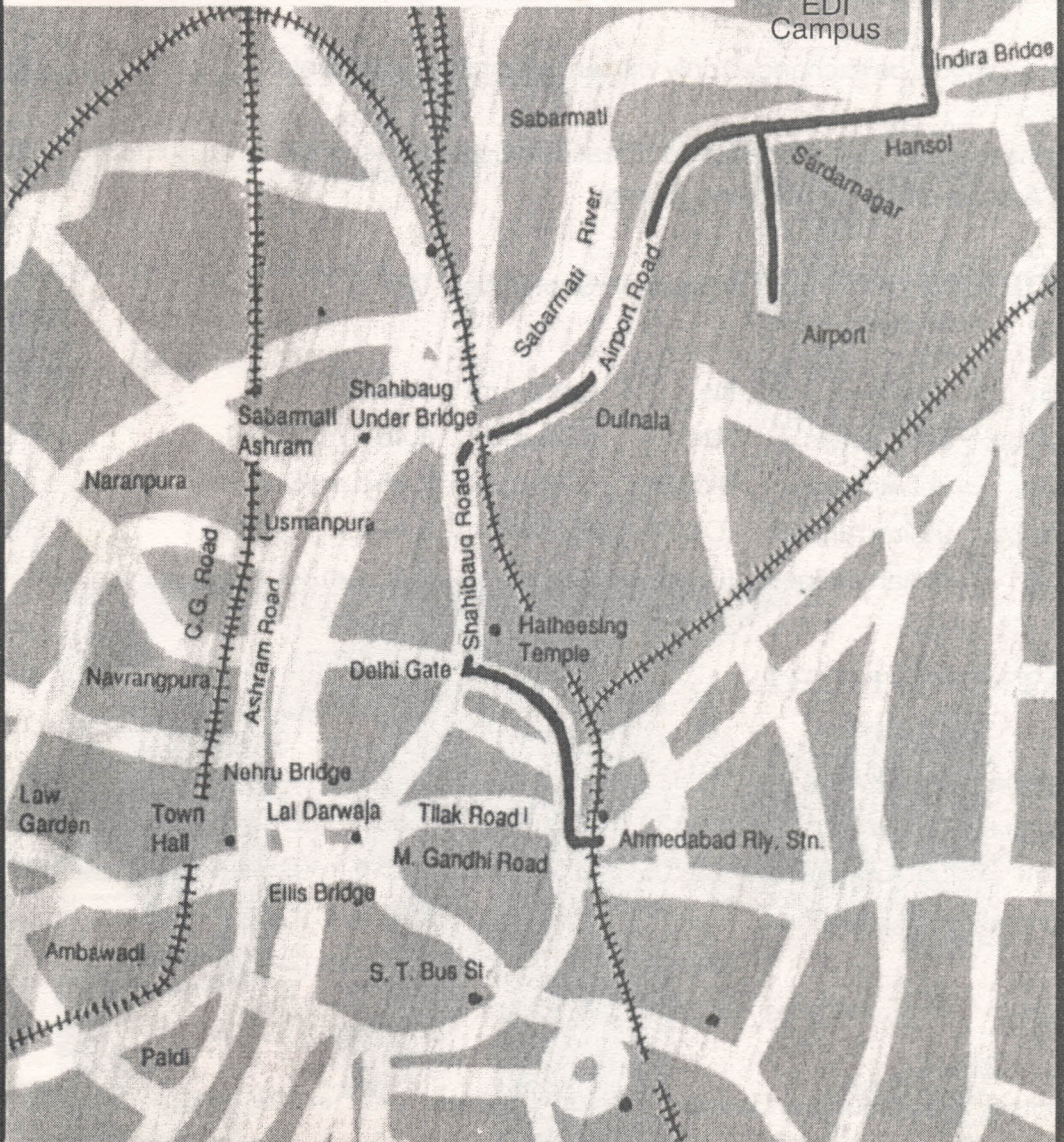 EDI
Campus
Indira Bridge
Sabarmati
Hansol
Sardarnagar
Sabarmati River
Airport Road
Airport
Shahibaug
Under Bridge
Dufnala
Sabarmati
Ashram
Naranpura
Usmanpura
C.G. Road
Shahibaug Road
Ashram Road
Hatheesing
Temple
Delhi Gate
Navrangpura
Nehru Bridge
Law
Garden
Town
Hall
Lal Darwaja
Tilak Road
Ahmedabad Rly. Stn.
M. Gandhi Road
Ellis Bridge
Ambawadi
S. T. Bus St.
Paldi